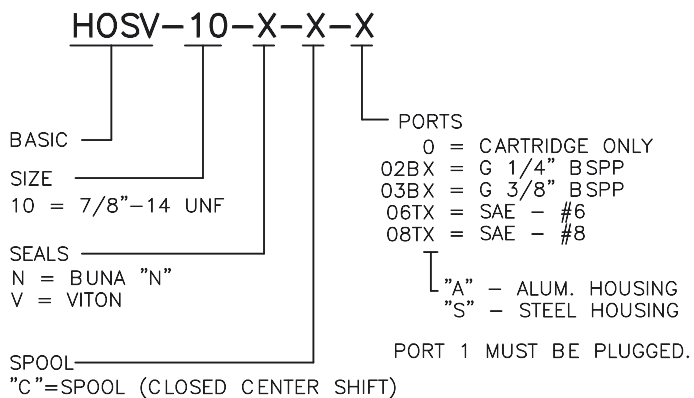 HOSV-10-X-X-X
BASIC
SIZE
10 = 7/8"-14 UNF
SEALS
N = BUNA "N"
V = VITON
SPOOL
"C"=SPOOL (CLOSED CENTER SHIFT)
PORTS
0 = CARTRIDGE ONLY
02BX = G 1/4" BSPP
03BX = G 3/8" BSPP
06TX = SAE - #6
08TX = SAE - #8
"A" - ALUM. HOUSING
"S" - STEEL HOUSING
PORT 1 MUST BE PLUGGED.